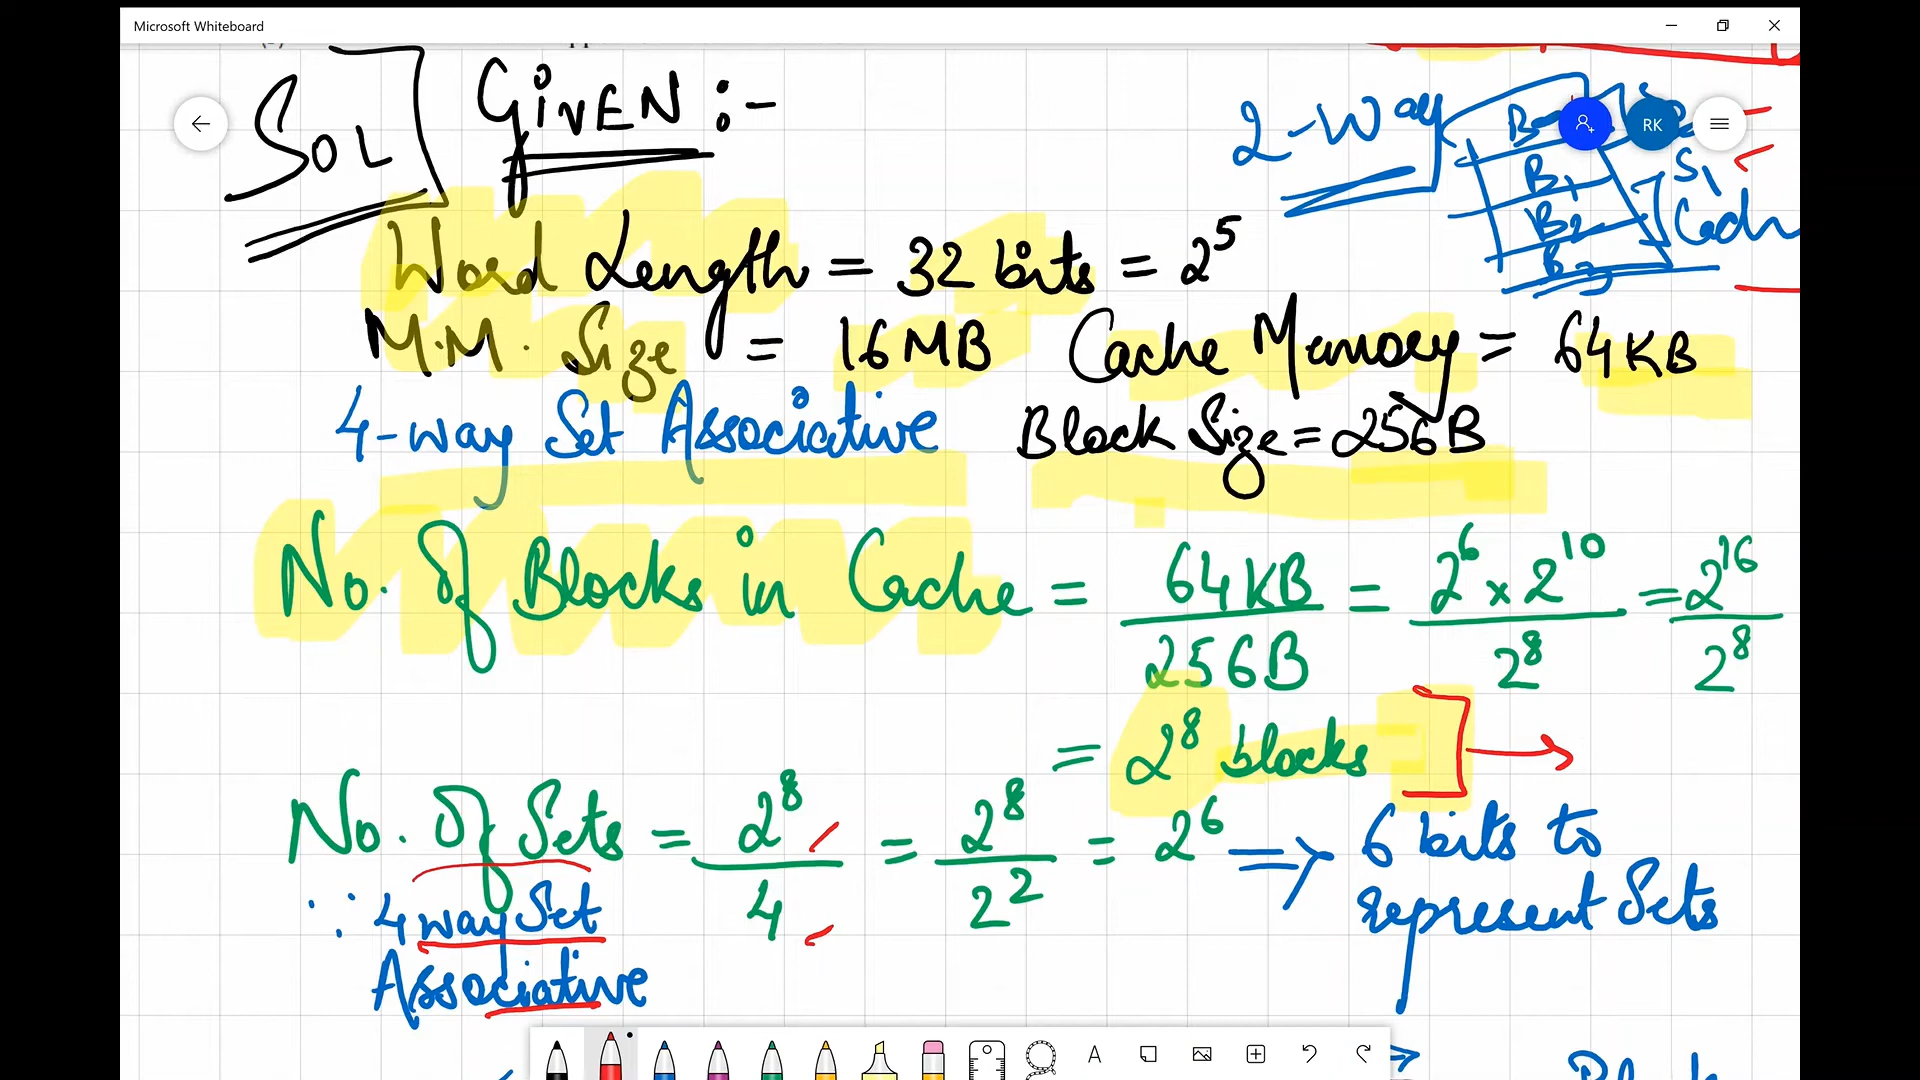 Microsoft Whiteboard
SOL GIVEN :-
2-Way
RK
B1 S1
B2 Cach
Word Length = 32 bits = 2^5
M.M. Size = 16MB Cache Memory = 64KB
4-way Set Associative Block Size = 256B
No. of Blocks in Cache = 64KB / 256B = 2^6 x 2^10 / 2^8 = 2^16 / 2^8
= 2^8 blocks
No. of Sets = 2^8 / 4 = 2^8 / 2^2 = 2^6 => 6 bits to
represent Sets
∵ 4 way Set
Associative
A